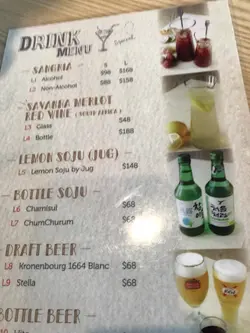 DRINK
MENU
Special
SANGRIA S L
L1 Alcohol $98 $168
L2 Non-Alcohol $88 $158
SAVANHA MERLOT
RED WINE (SOUTH AFRICA)
L3 Glass $48
L4 Bottle $188
LEMON SOJU (JUG)
L5 Lemon Soju by Jug $148
BOTTLE SOJU
L6 Chamisul $68
L7 ChumChurum $68
DRAFT BEER
L8 Kronenbourg 1664 Blanc $68
L9 Stella $68
BOTTLE BEER